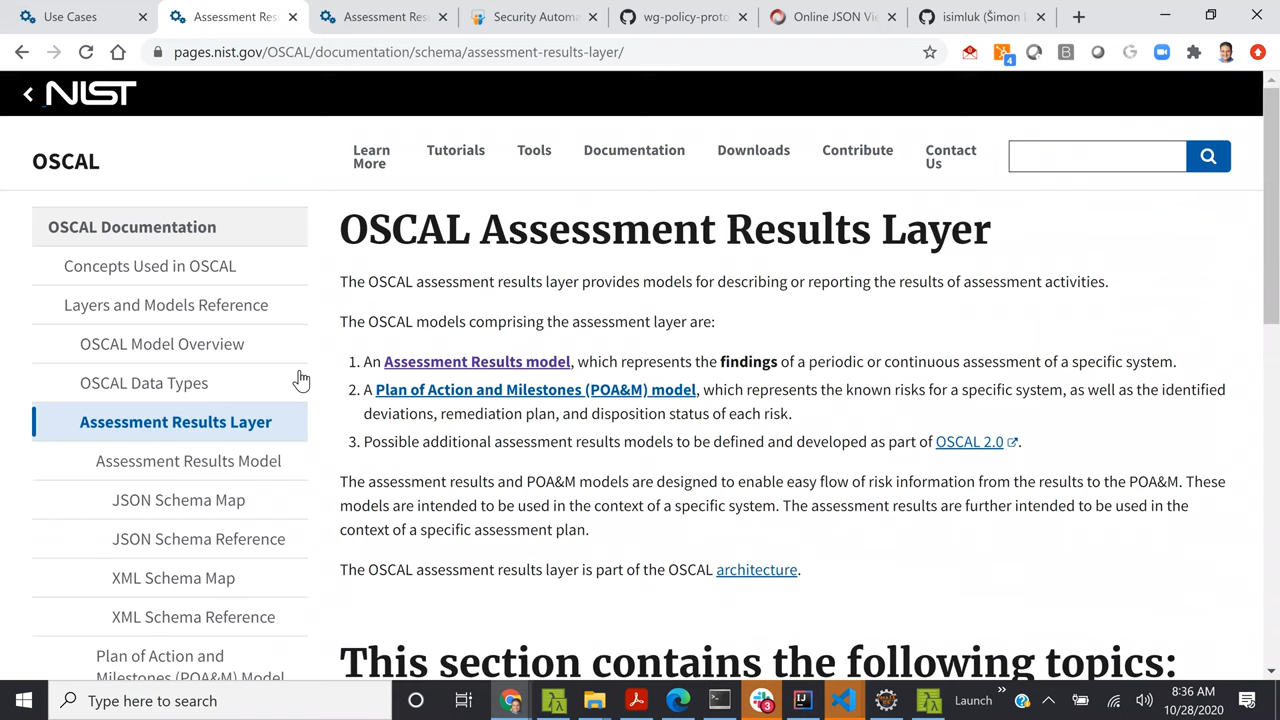 Use Cases
Assessment Res
Assessment Res
Security Automa
wg-policy-proto
Online JSON Vie
isimluk (Šimon L
pages.nist.gov/OSCAL/documentation/schema/assessment-results-layer/
4
NIST
OSCAL
Learn More
Tutorials
Tools
Documentation
Downloads
Contribute
Contact Us
OSCAL Documentation
Concepts Used in OSCAL
Layers and Models Reference
OSCAL Model Overview
OSCAL Data Types
Assessment Results Layer
Assessment Results Model
JSON Schema Map
JSON Schema Reference
XML Schema Map
XML Schema Reference
Plan of Action and
Milestones (POA&M) Model
OSCAL Assessment Results Layer
The OSCAL assessment results layer provides models for describing or reporting the results of assessment activities.
The OSCAL models comprising the assessment layer are:
1. An Assessment Results model, which represents the findings of a periodic or continuous assessment of a specific system.
2. A Plan of Action and Milestones (POA&M) model, which represents the known risks for a specific system, as well as the identified
deviations, remediation plan, and disposition status of each risk.
3. Possible additional assessment results models to be defined and developed as part of OSCAL 2.0.
The assessment results and POA&M models are designed to enable easy flow of risk information from the results to the POA&M. These
models are intended to be used in the context of a specific system. The assessment results are further intended to be used in the
context of a specific assessment plan.
The OSCAL assessment results layer is part of the OSCAL architecture.
This section contains the following topics:
Type here to search
3
Launch
8:36 AM
10/28/2020